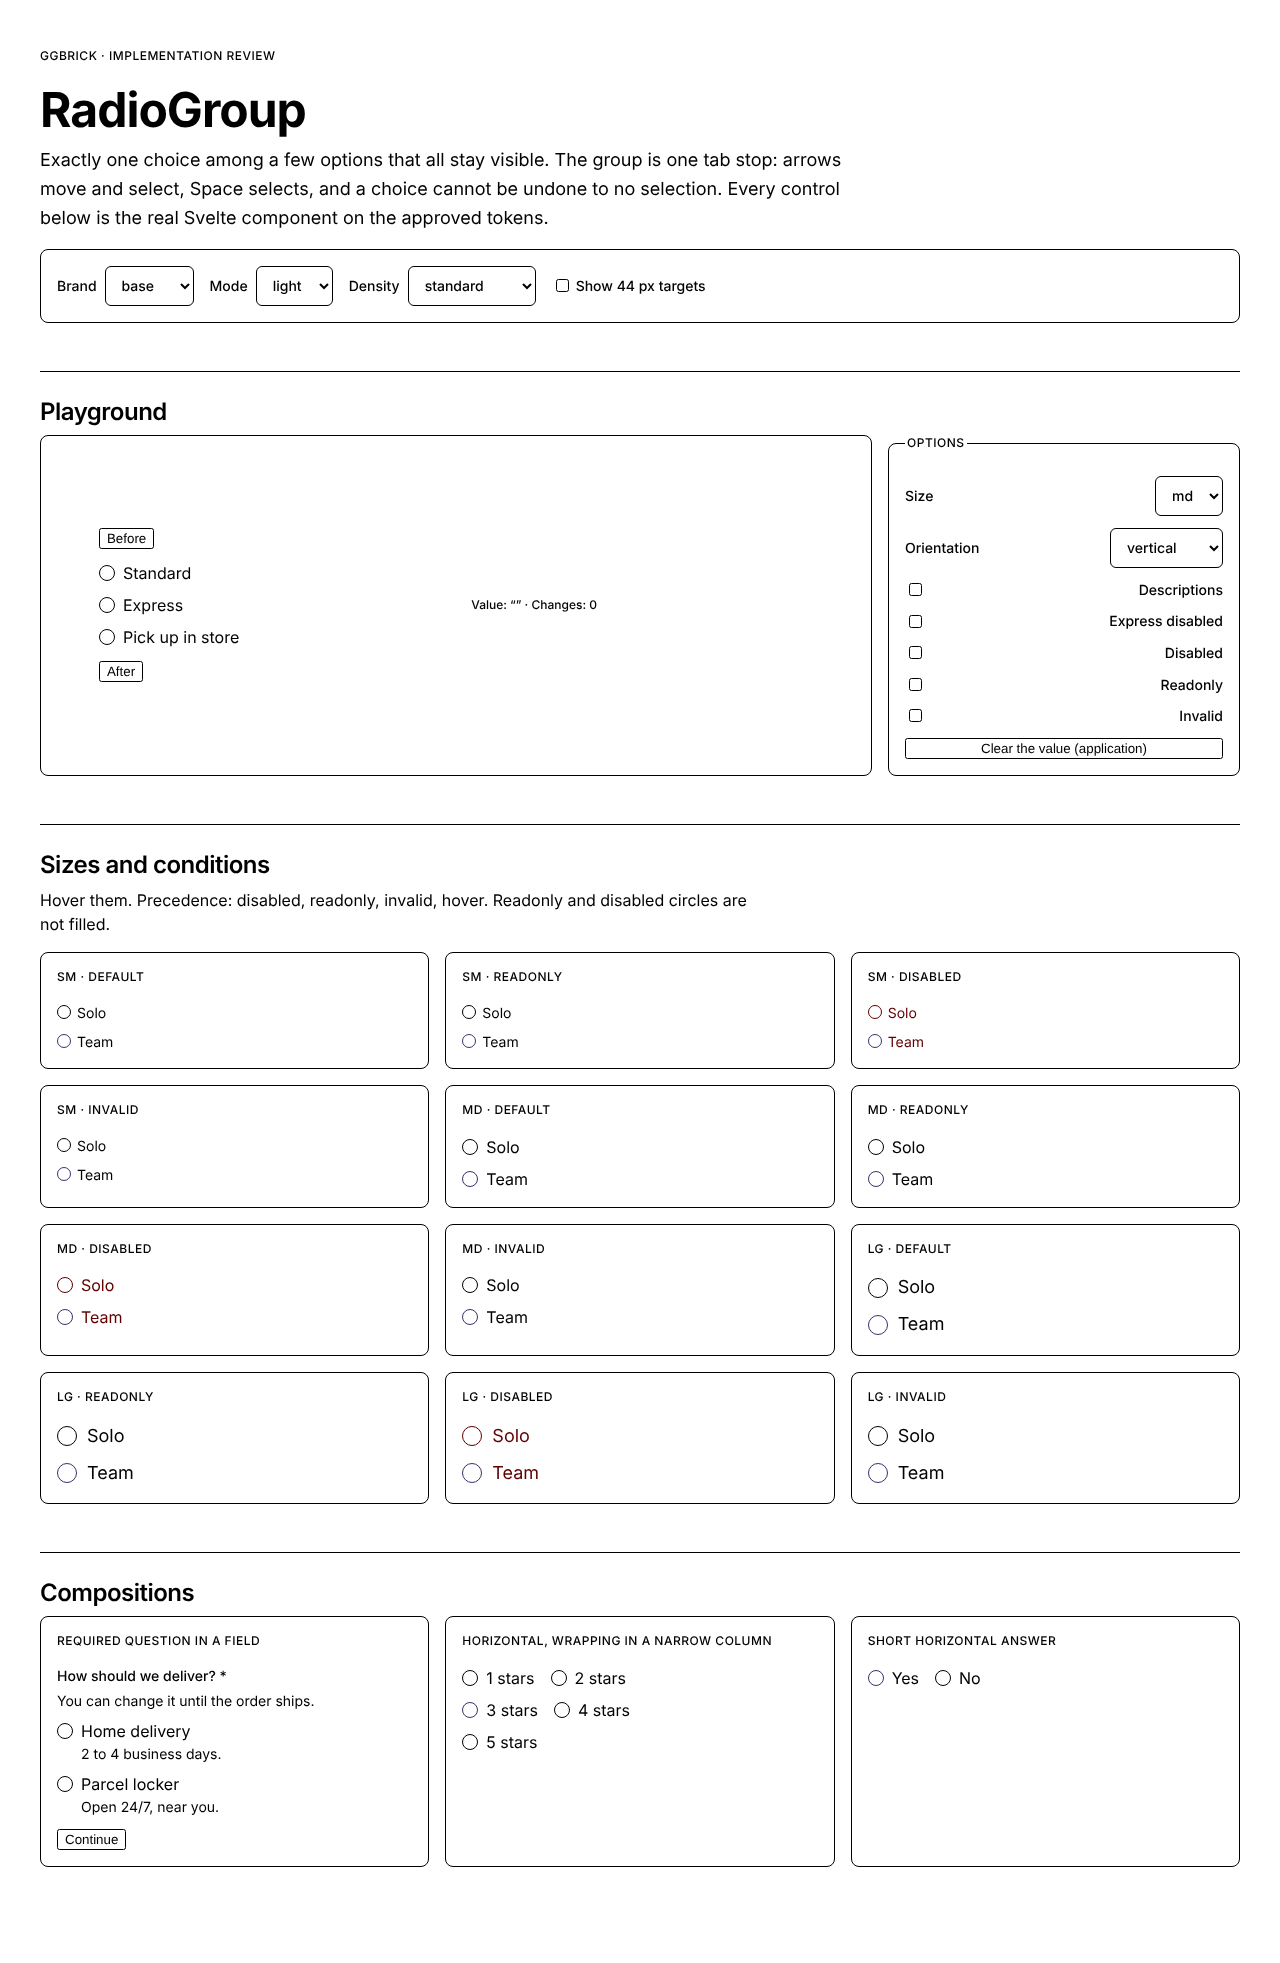 GGBRICK · IMPLEMENTATION REVIEW
RadioGroup
Exactly one choice among a few options that all stay visible. The group is one tab stop: arrows
move and select, Space selects, and a choice cannot be undone to no selection. Every control
below is the real Svelte component on the approved tokens.
Brand base Mode light Density standard Show 44 px targets
Playground
Before
Standard
Express
Pick up in store
After
Value: “” · Changes: 0
OPTIONS
Size md
Orientation vertical
Descriptions
Express disabled
Disabled
Readonly
Invalid
Clear the value (application)
Sizes and conditions
Hover them. Precedence: disabled, readonly, invalid, hover. Readonly and disabled circles are
not filled.
SM · DEFAULT
Solo
Team
SM · READONLY
Solo
Team
SM · DISABLED
Solo
Team
SM · INVALID
Solo
Team
MD · DEFAULT
Solo
Team
MD · READONLY
Solo
Team
MD · DISABLED
Solo
Team
MD · INVALID
Solo
Team
LG · DEFAULT
Solo
Team
LG · READONLY
Solo
Team
LG · DISABLED
Solo
Team
LG · INVALID
Solo
Team
Compositions
REQUIRED QUESTION IN A FIELD
How should we deliver? *
You can change it until the order ships.
Home delivery
2 to 4 business days.
Parcel locker
Open 24/7, near you.
Continue
HORIZONTAL, WRAPPING IN A NARROW COLUMN
1 stars 2 stars
3 stars 4 stars
5 stars
SHORT HORIZONTAL ANSWER
Yes No